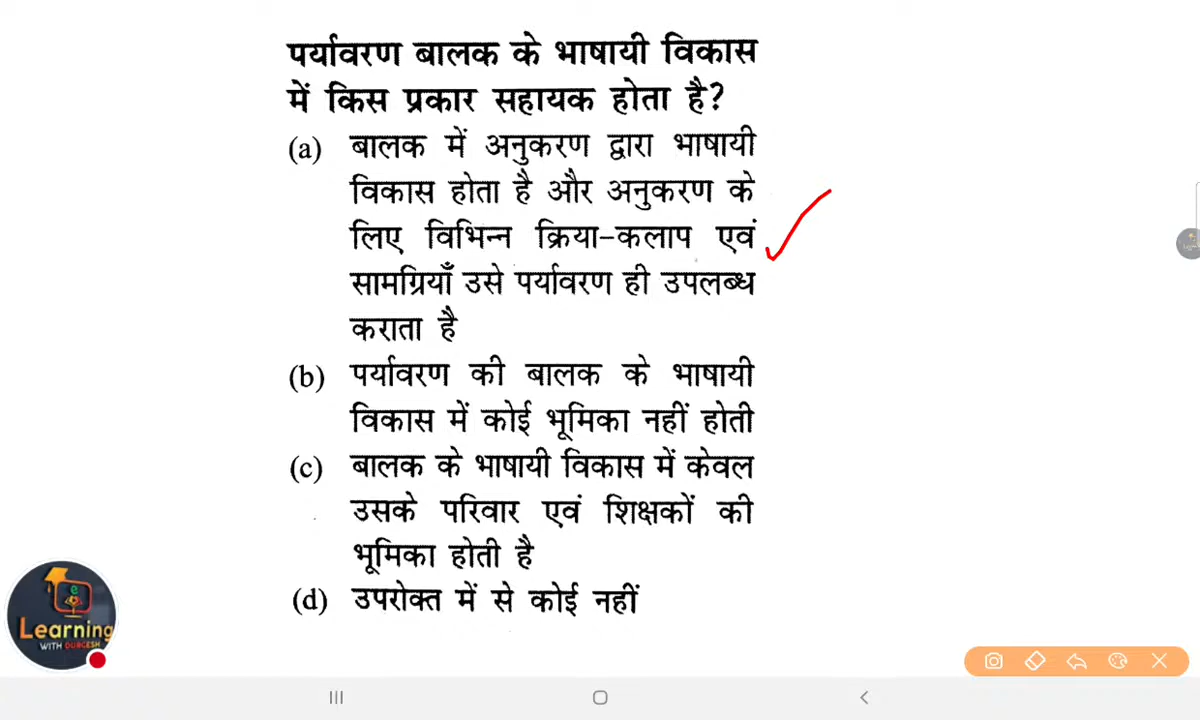 पर्यावरण बालक के भाषायी विकास
में किस प्रकार सहायक होता है?
(a) बालक में अनुकरण द्वारा भाषायी
विकास होता है और अनुकरण के
लिए विभिन्न क्रिया-कलाप एवं
सामग्रियाँ उसे पर्यावरण ही उपलब्ध
कराता है
(b) पर्यावरण की बालक के भाषायी
विकास में कोई भूमिका नहीं होती
(c) बालक के भाषायी विकास में केवल
उसके परिवार एवं शिक्षकों की
भूमिका होती है
(d) उपरोक्त में से कोई नहीं
e
Learning
WITH DURGESH